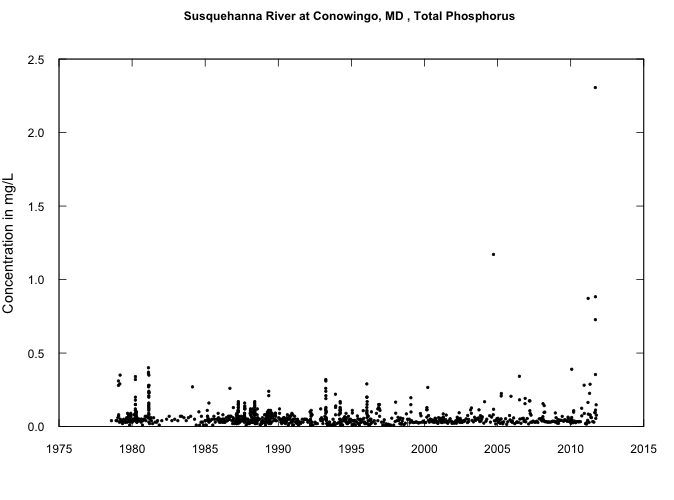 Susquehanna River at Conowingo, MD , Total Phosphorus
Concentration in mg/L
2.5
2.0
1.5
1.0
0.5
0.0
1975 1980 1985 1990 1995 2000 2005 2010 2015